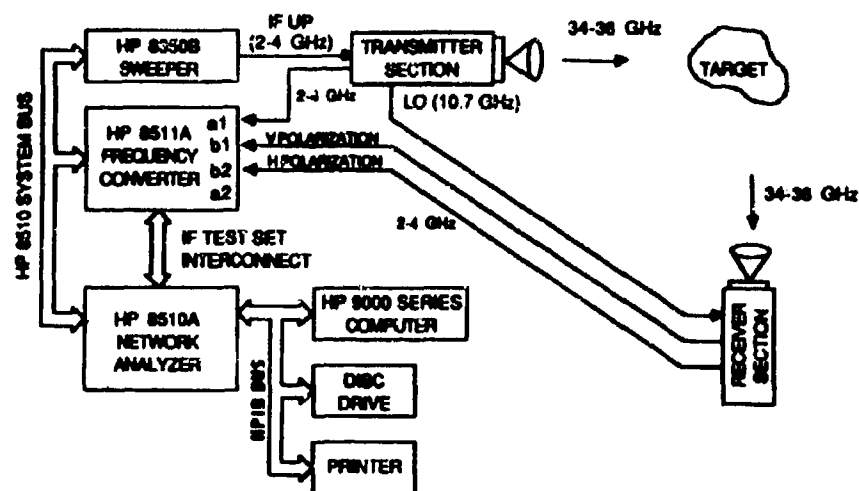 IF UP
(2-4 GHz)
HP 8350B
SWEEPER
TRANSMITTER
SECTION
34-36 GHz
TARGET
2-4 GHz
LO (10.7 GHz)
HP 8511A
FREQUENCY
CONVERTER
a1
b1
b2
a2
V POLARIZATION
H POLARIZATION
2-4 GHz
34-36 GHz
HP 8510 SYSTEM BUS
IF TEST SET
INTERCONNECT
HP 8510A
NETWORK
ANALYZER
HP 9000 SERIES
COMPUTER
DISC
DRIVE
PRINTER
HPIB BUS
RECEIVER
SECTION